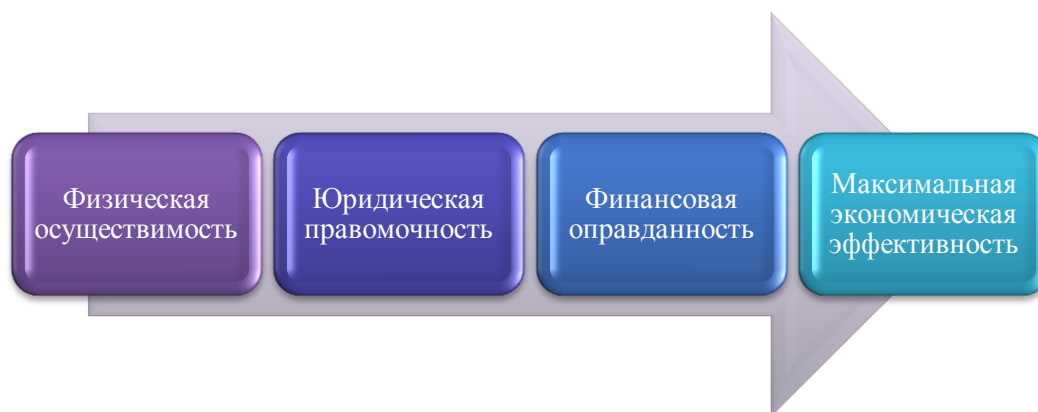 Физическая
осуществимость
Юридическая
правомочность
Финансовая
оправданность
Максимальная
экономическая
эффективность